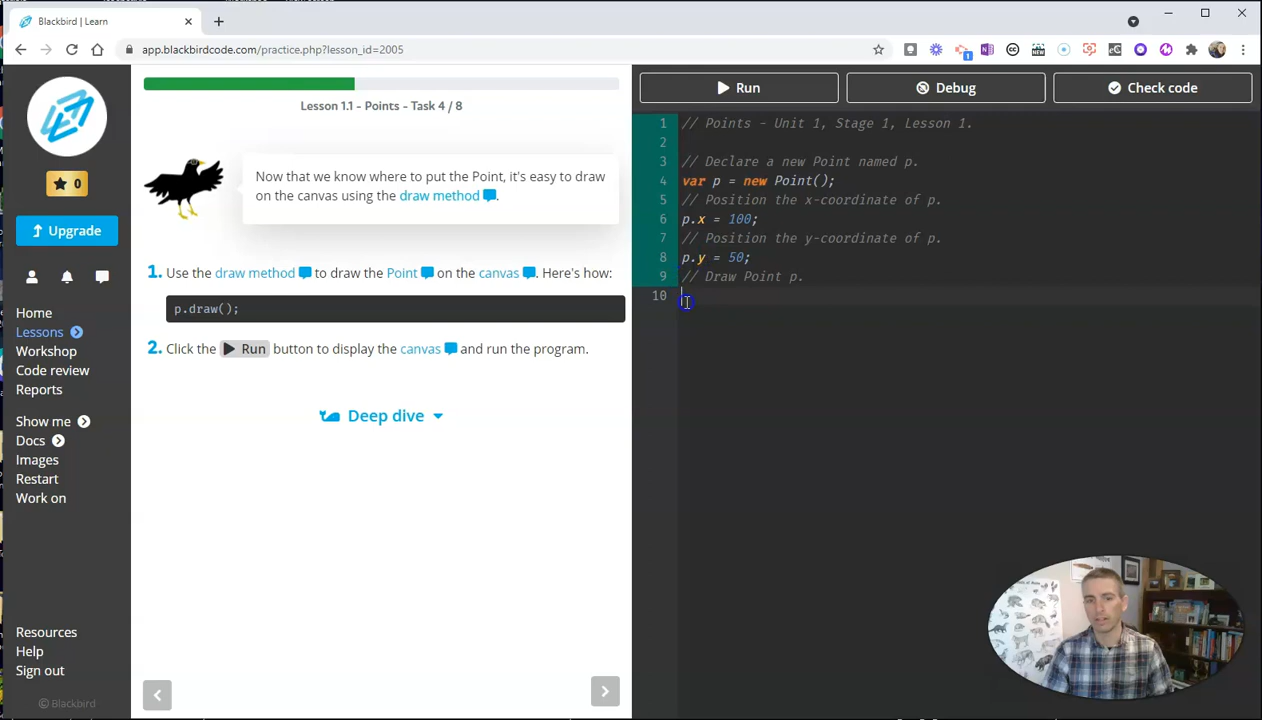 Blackbird | Learn
app.blackbirdcode.com/practice.php?lesson_id=2005
NEW
1
0
Upgrade
Home
Lessons
Workshop
Code review
Reports
Show me
Docs
Images
Restart
Work on
Resources
Help
Sign out
© Blackbird
Lesson 1.1 - Points - Task 4 / 8
Now that we know where to put the Point, it's easy to draw
on the canvas using the draw method.
1. Use the draw method to draw the Point on the canvas. Here's how:
p.draw();
2. Click the Run button to display the canvas and run the program.
Deep dive
Run
Debug
Check code
1 // Points - Unit 1, Stage 1, Lesson 1.
2
3 // Declare a new Point named p.
4 var p = new Point();
5 // Position the x-coordinate of p.
6 p.x = 100;
7 // Position the y-coordinate of p.
8 p.y = 50;
9 // Draw Point p.
10